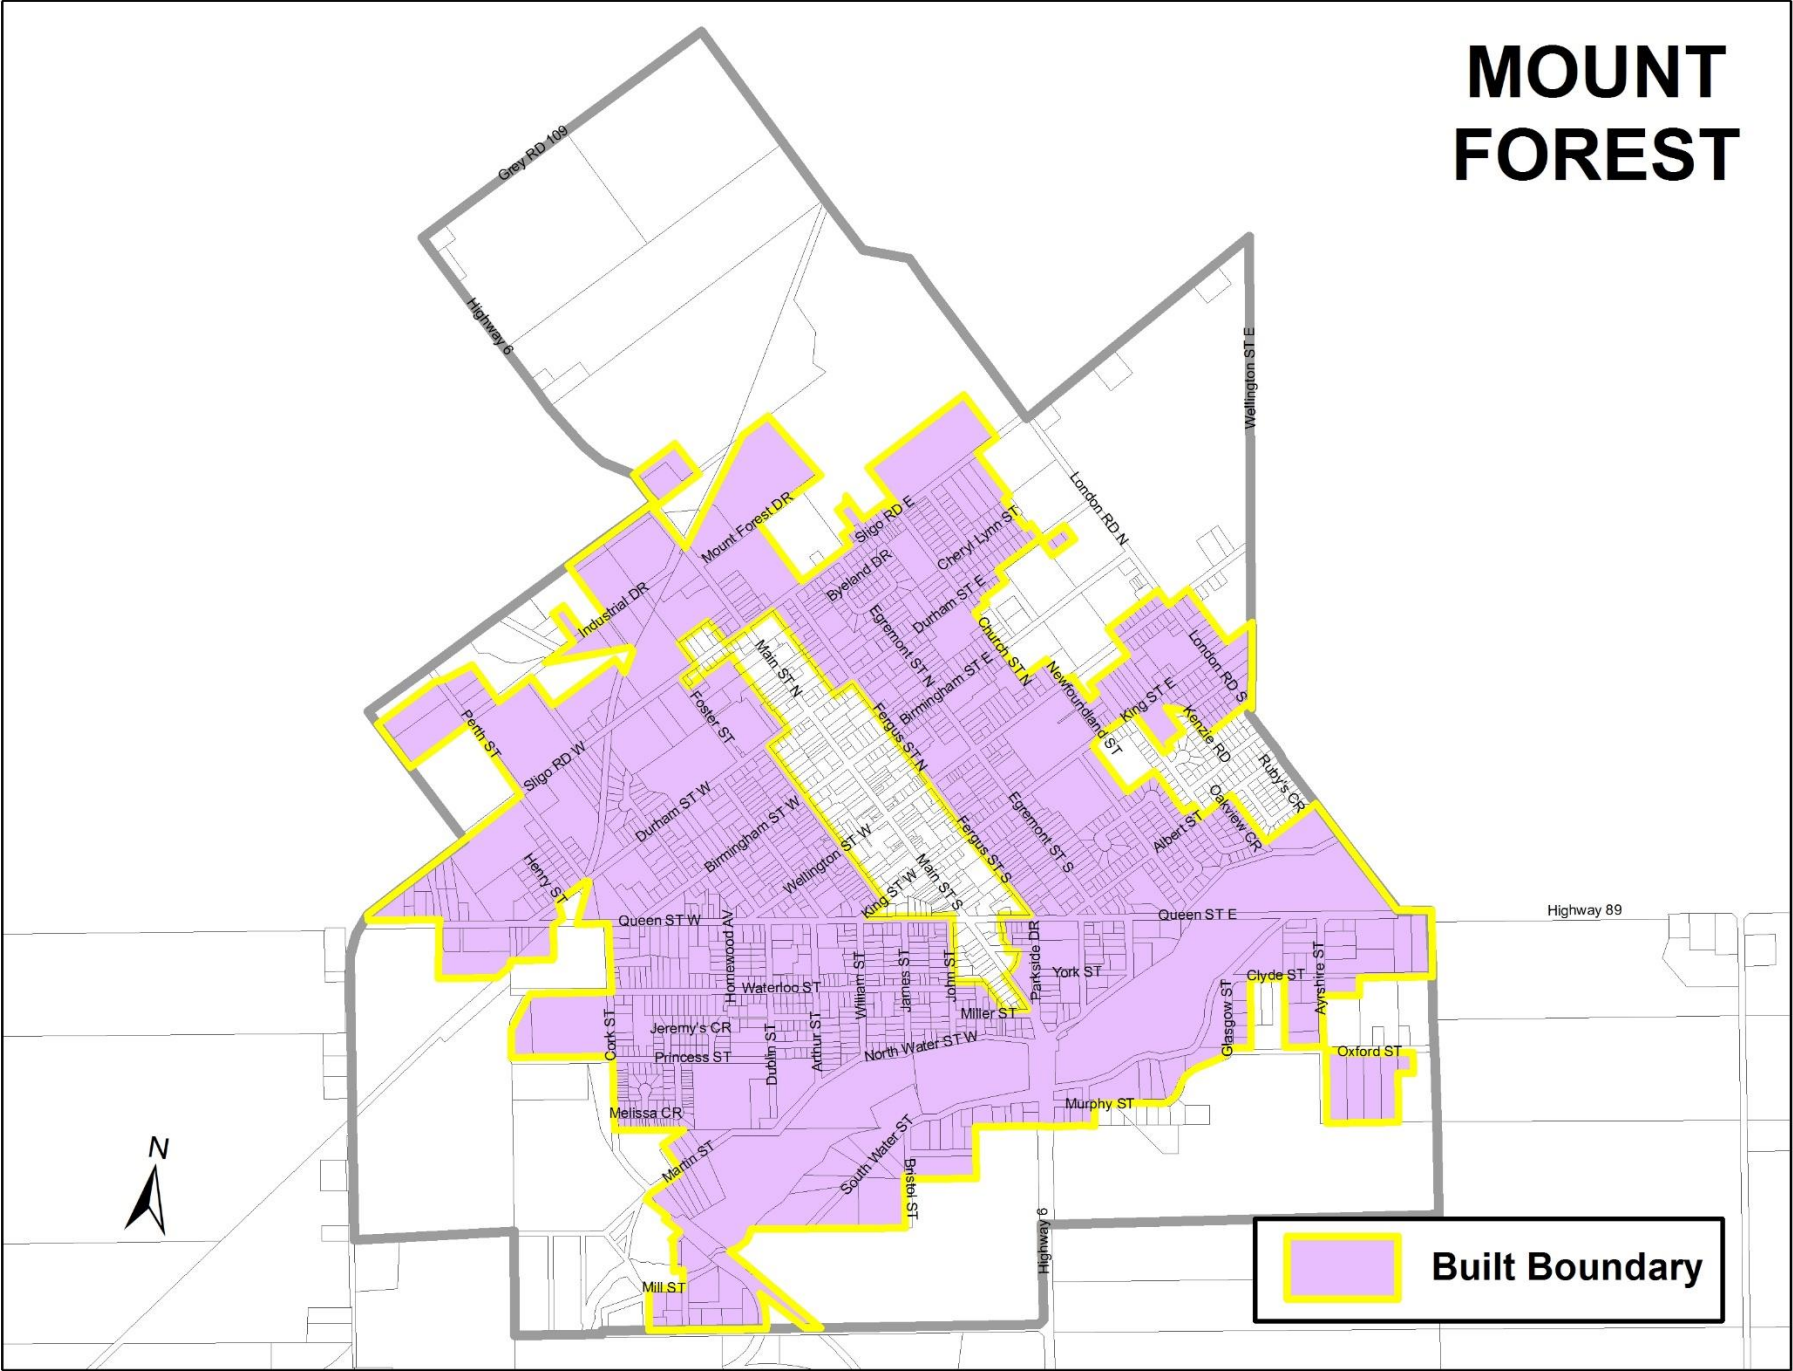 MOUNT
FOREST
Grey RD 109
Highway 6
Wellington ST E
London RD N
Mount Forest DR
Sligo RD E
Cheryl Lynn ST
Byeland DR
Durham ST E
Industrial DR
Egremont ST N
Church ST N
Main ST N
Birmingham ST E
Newfoundland ST
London RD S
King ST E
Kenzie RD
Foster ST
Fergus ST N
Perth ST
Sligo RD W
Ruby's CR
Oakview CR
Durham ST W
Birmingham ST W
Egremont ST S
Albert ST
Wellington ST W
Fergus ST S
Main ST S
Henry ST
King ST W
Queen ST W
Queen ST E
Highway 89
Homewood AV
Parkside DR
William ST
James ST
John ST
York ST
Clyde ST
Ayrshire ST
Waterloo ST
Miller ST
Glasgow ST
Cork ST
Jeremy's CR
Dublin ST
Arthur ST
North Water ST W
Princess ST
Oxford ST
Melissa CR
Murphy ST
Martin ST
South Water ST
Bristol ST
N
Highway 6
Mill ST
Built Boundary